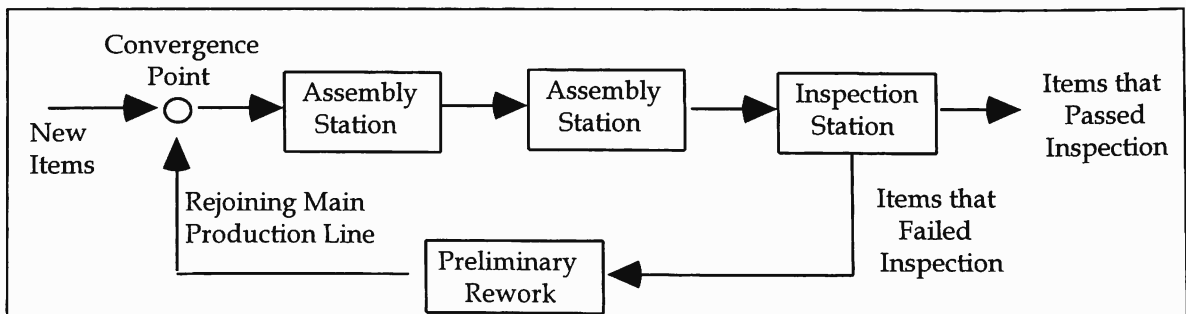 Convergence
Point
New
Items
Assembly
Station
Assembly
Station
Inspection
Station
Items that
Passed
Inspection
Rejoining Main
Production Line
Preliminary
Rework
Items that
Failed
Inspection